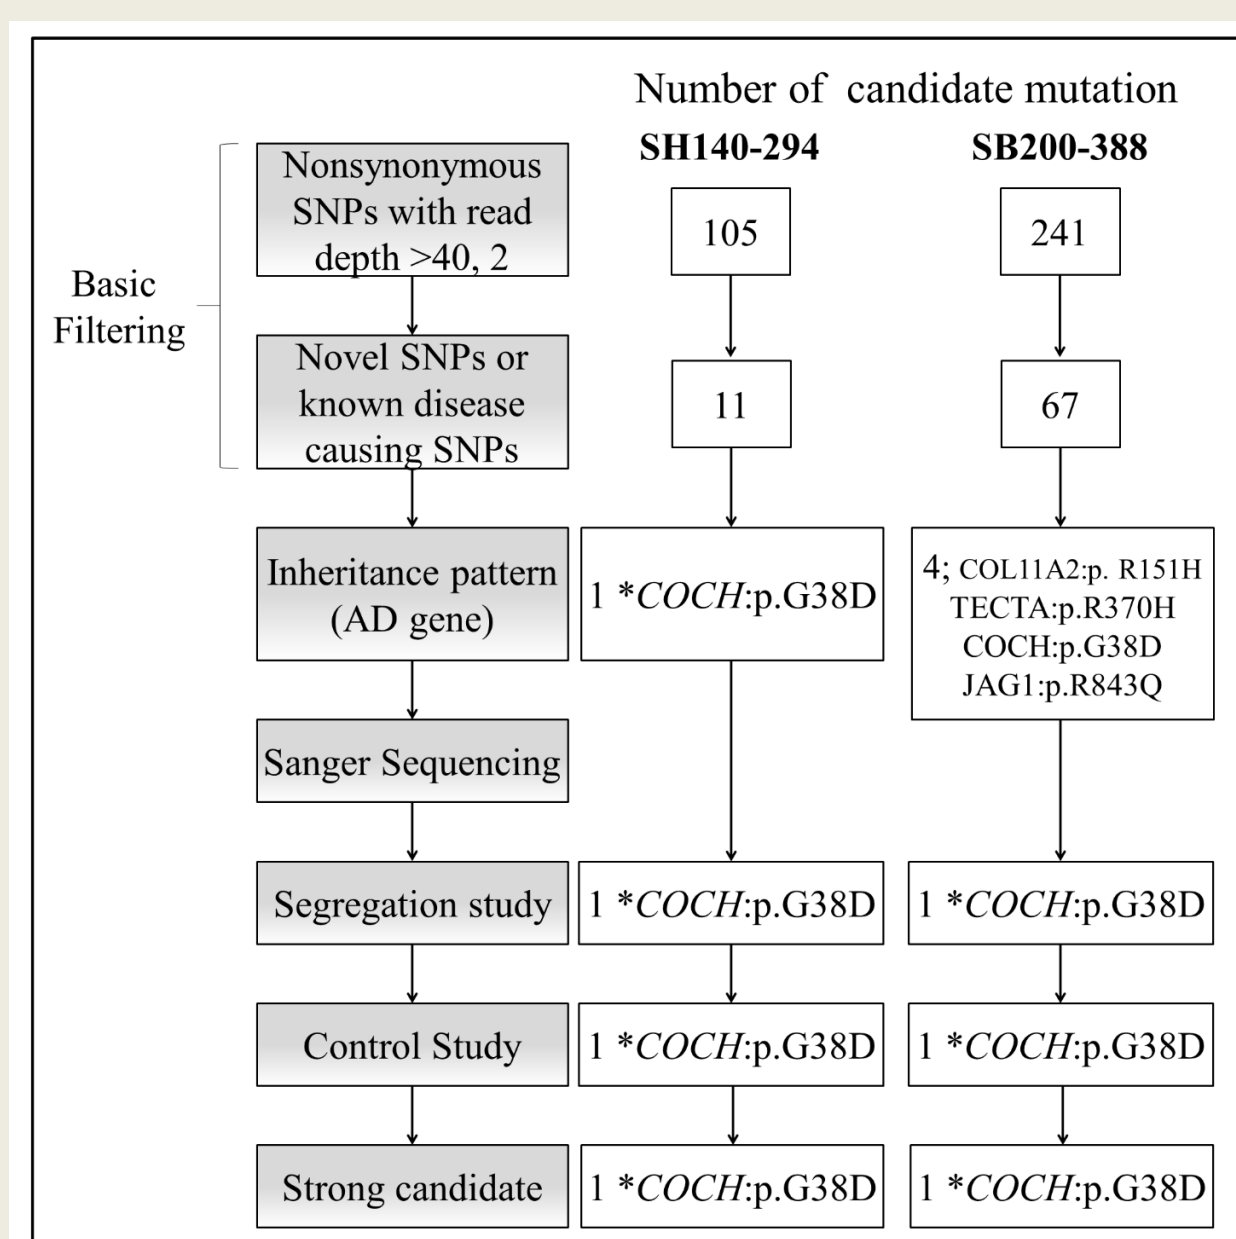 Number of candidate mutation
SH140-294
SB200-388
Basic
Filtering
Nonsynonymous
SNPs with read
depth >40, 2
105
241
Novel SNPs or
known disease
causing SNPs
11
67
Inheritance pattern
(AD gene)
1 *COCH:p.G38D
4; COL11A2:p. R151H
TECTA:p.R370H
COCH:p.G38D
JAG1:p.R843Q
Sanger Sequencing
Segregation study
1 *COCH:p.G38D
1 *COCH:p.G38D
Control Study
1 *COCH:p.G38D
1 *COCH:p.G38D
Strong candidate
1 *COCH:p.G38D
1 *COCH:p.G38D